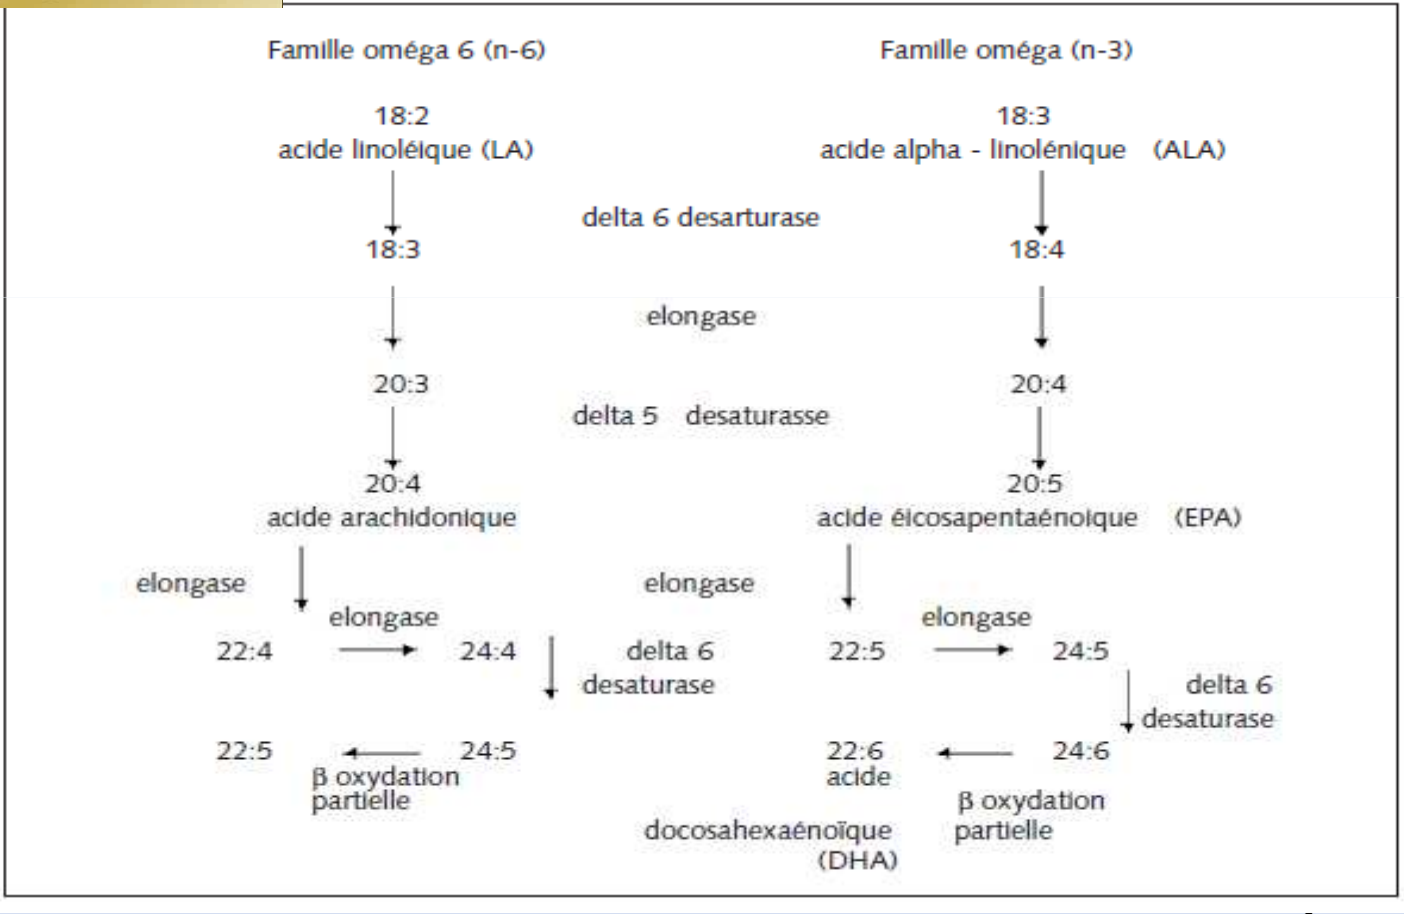 Famille oméga 6 (n-6) Famille oméga (n-3)
18:2 18:3
acide linoléique (LA) acide alpha - linolénique (ALA)
delta 6 desarturase
18:3 18:4
elongase
20:3 20:4
delta 5 desaturasse
20:4 20:5
acide arachidonique acide éicosapentaénoique (EPA)
elongase elongase
elongase elongase
22:4 24:4 delta 6 22:5 24:5
desaturase delta 6
desaturase
22:5 24:5 22:6 24:6
β oxydation acide
partielle β oxydation
docosahexaénoïque partielle
(DHA)